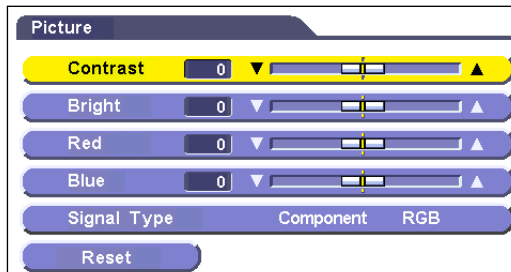 Picture
Contrast 0
Bright 0
Red 0
Blue 0
Signal Type Component RGB
Reset